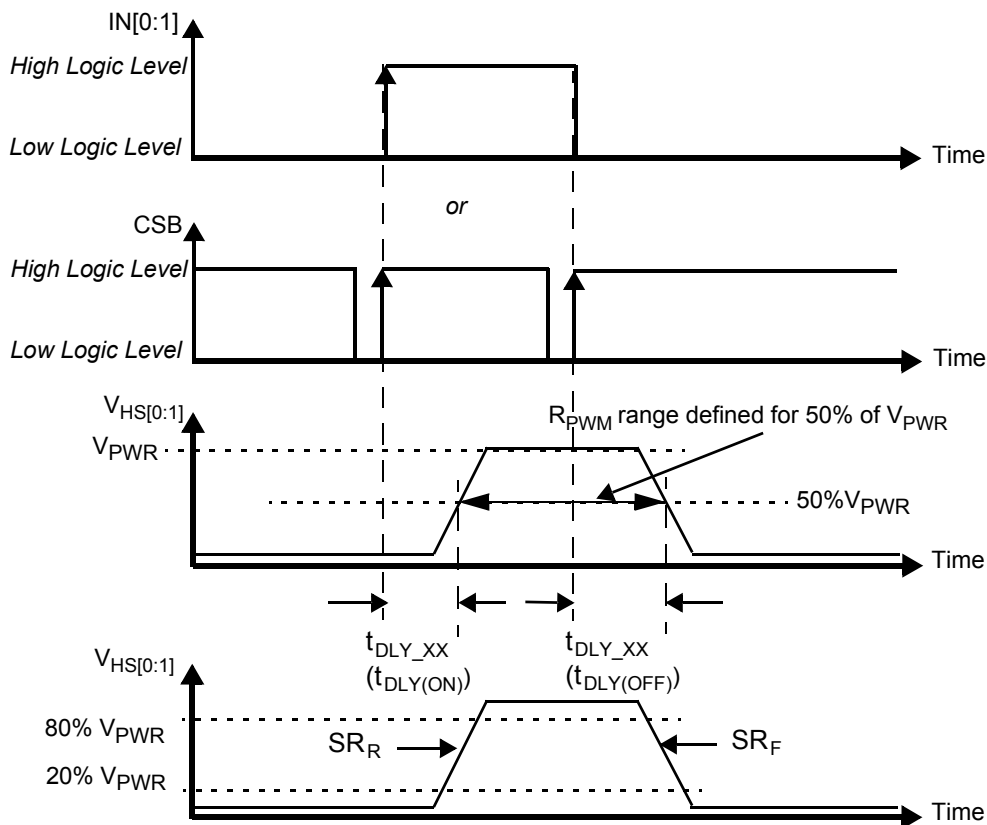 IN[0:1]
High Logic Level
Low Logic Level
Time
or
CSB
High Logic Level
Low Logic Level
Time
VHS[0:1]
RPWM range defined for 50% of VPWR
VPWR
50%VPWR
Time
tDLY_XX
(tDLY(ON))
tDLY_XX
(tDLY(OFF))
VHS[0:1]
80% VPWR
SRR
SRF
20% VPWR
Time